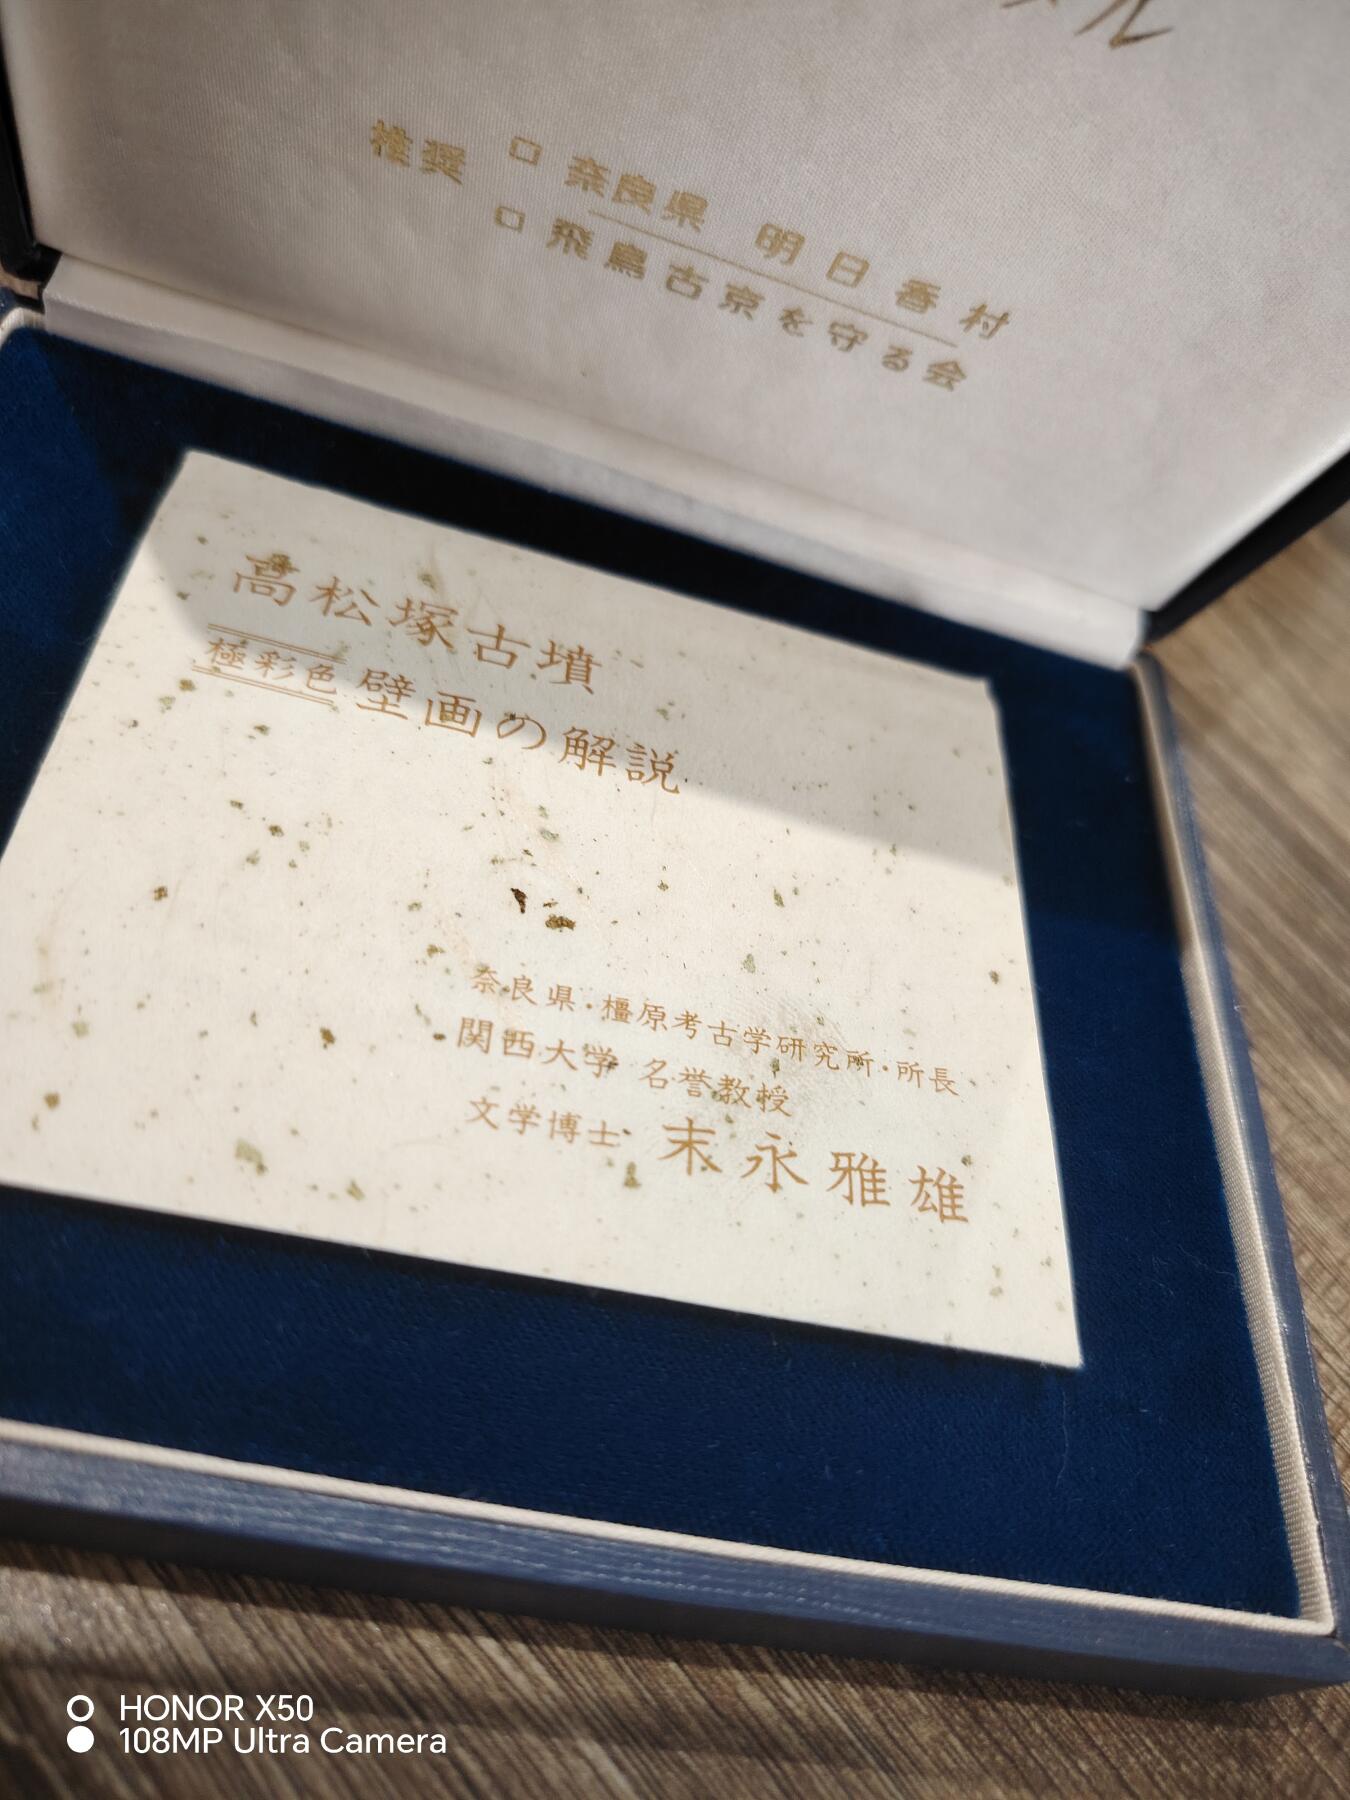 推奨 □ 奈良県 明日香村
□ 飛鳥古京を守る会
高松塚古墳
極彩色壁画の解説
奈良県・橿原考古学研究所・所長
関西大学 名誉教授
文学博士 末永雅雄
HONOR X50
108MP Ultra Camera